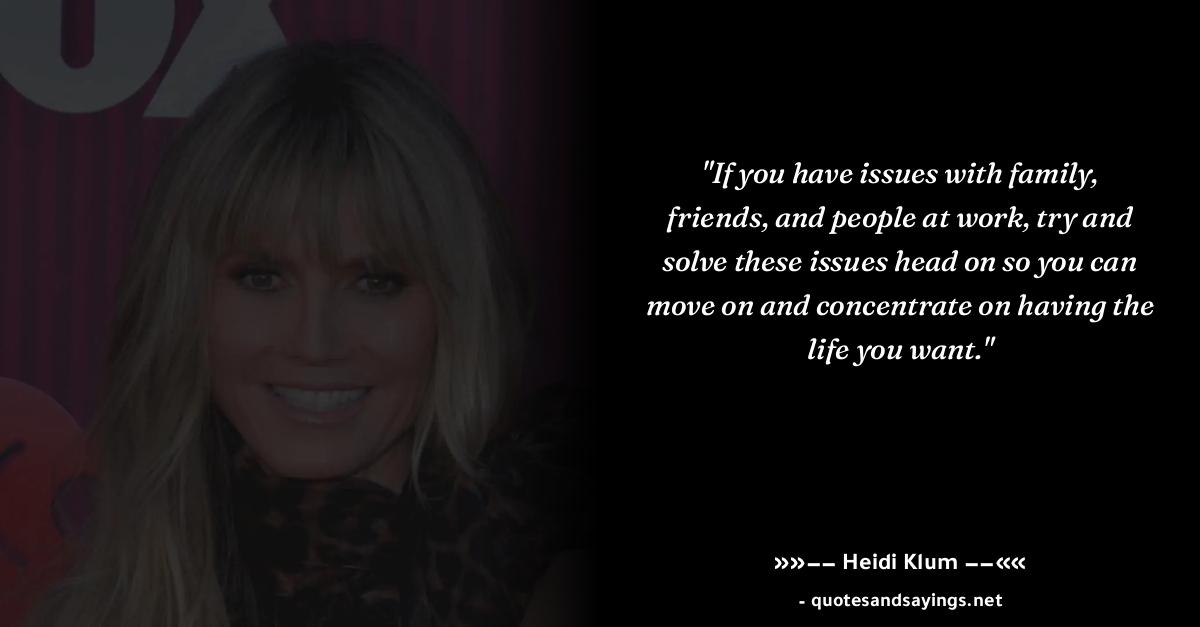 OX
"If you have issues with family,
friends, and people at work, try and
solve these issues head on so you can
move on and concentrate on having the
life you want."
»»–– Heidi Klum ––««
- quotesandsayings.net